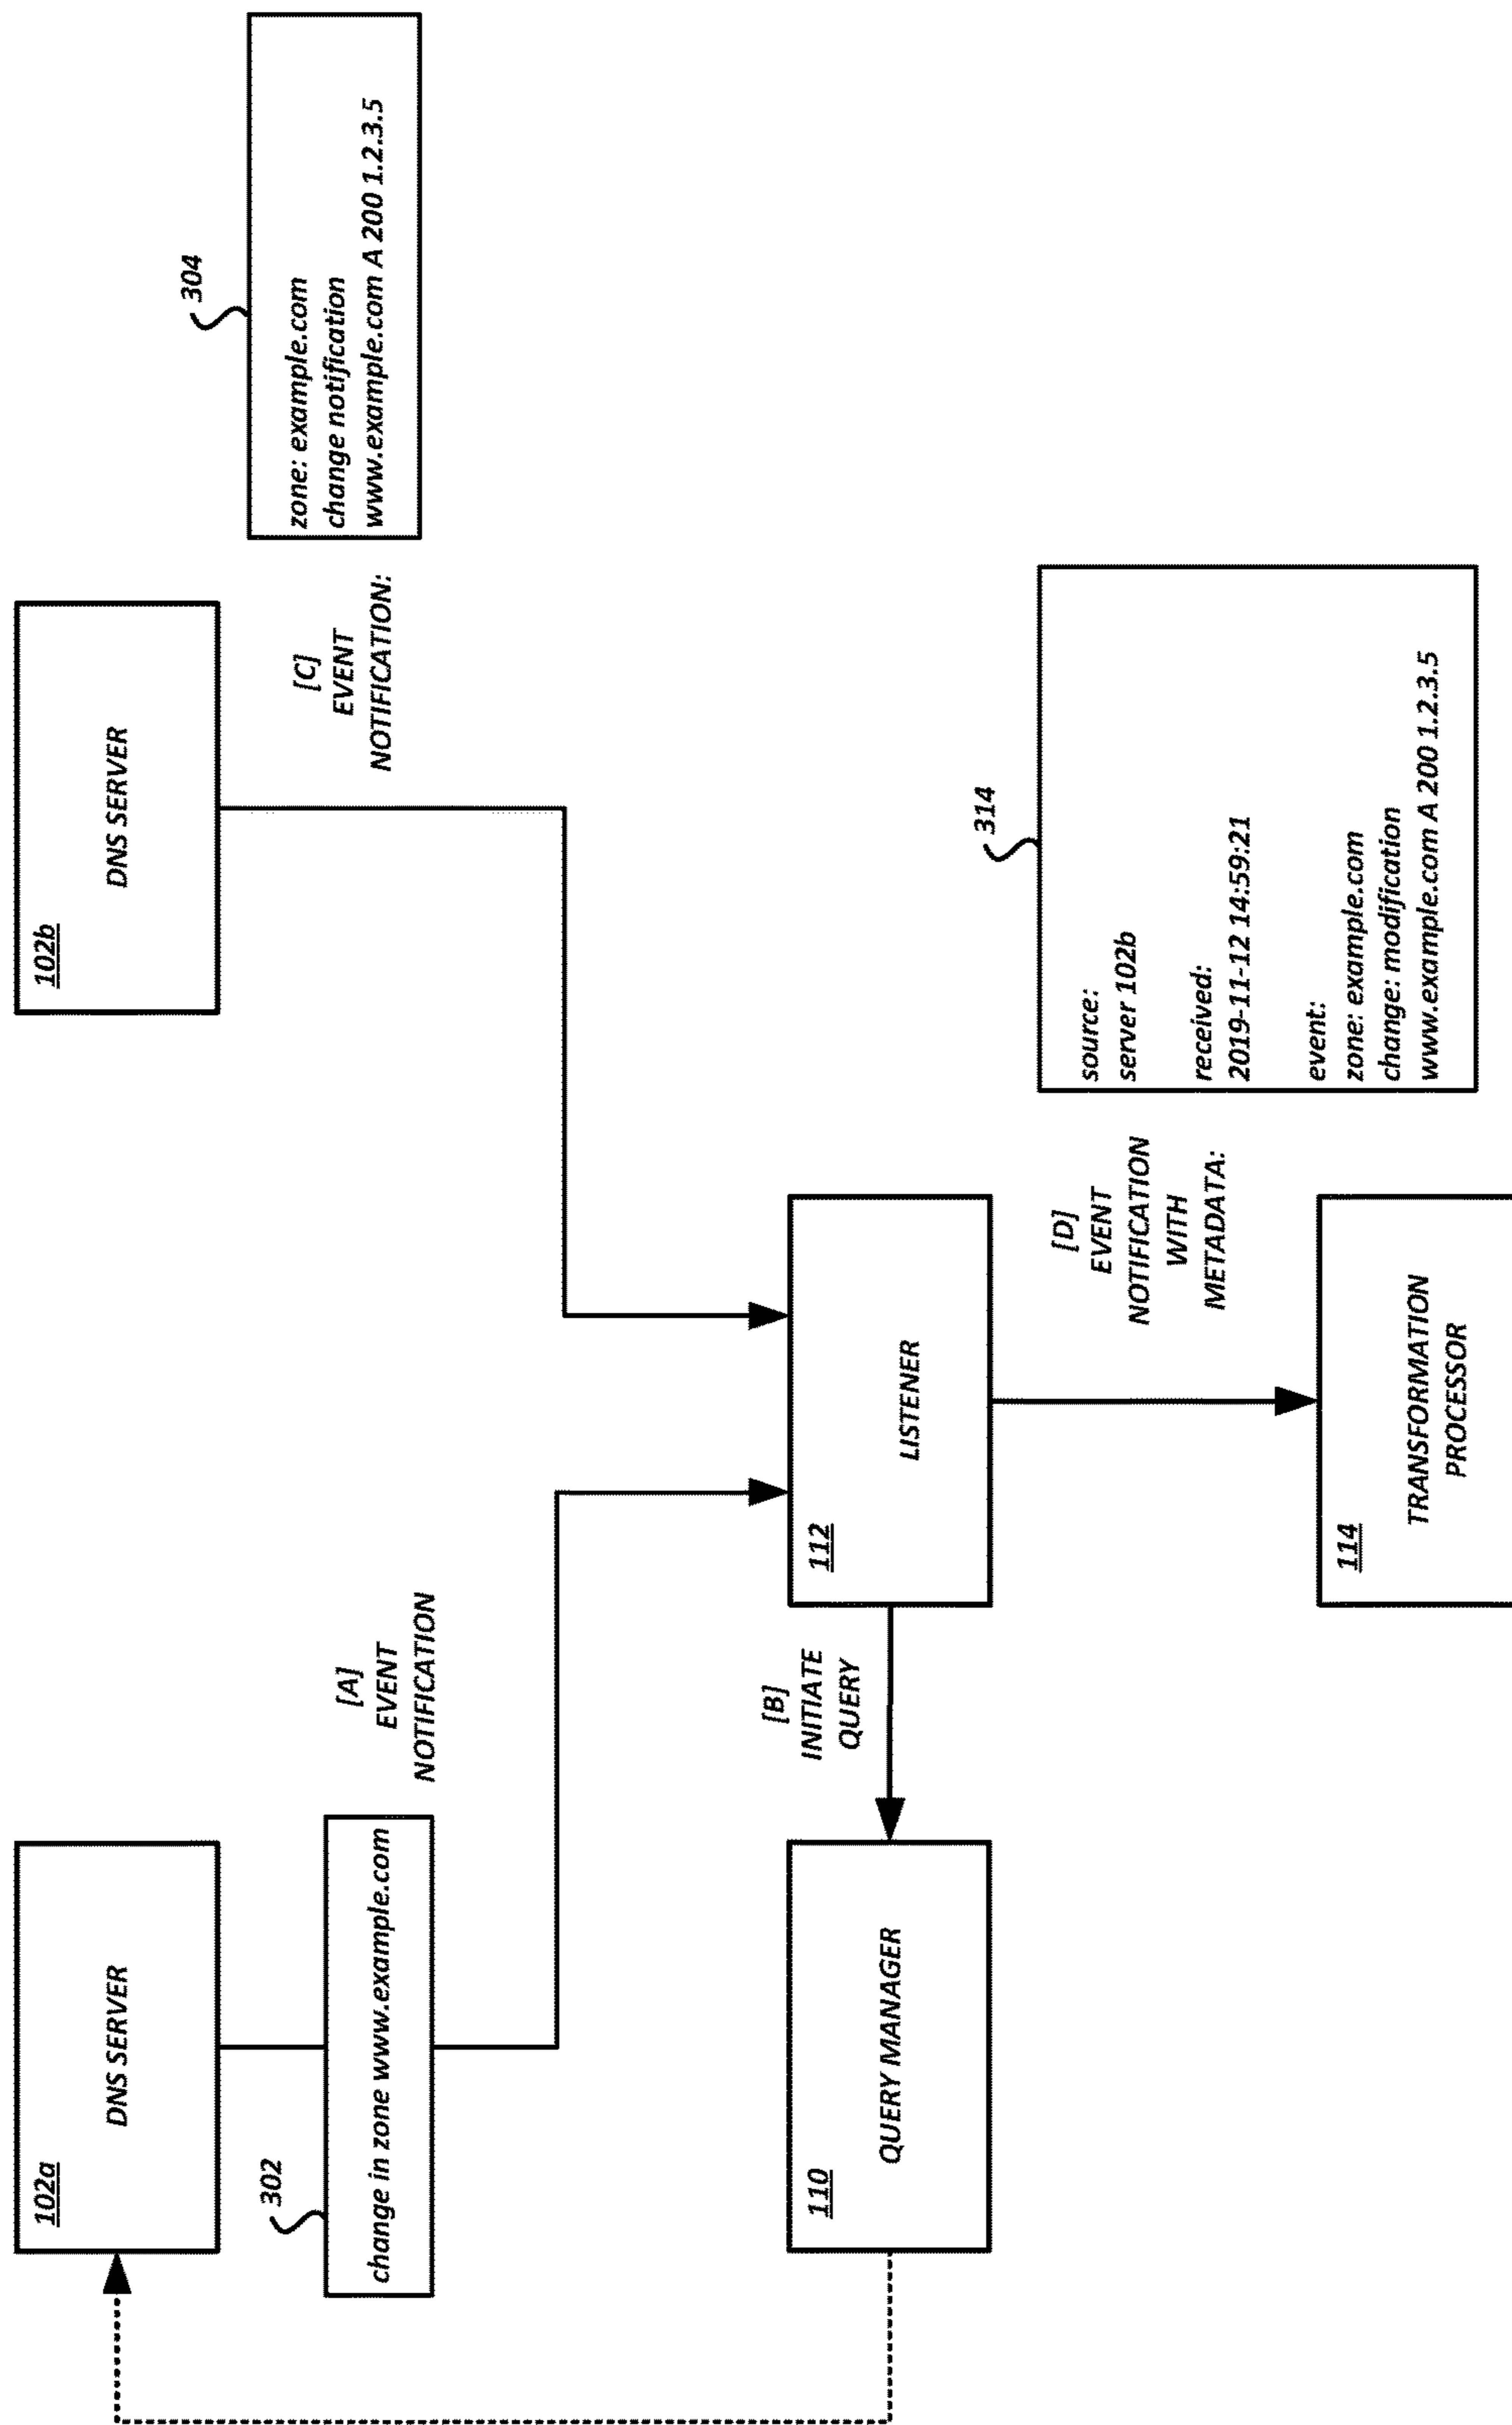 102a
DNS SERVER
302
change in zone www.example.com
[A]
EVENT
NOTIFICATION
102b
DNS SERVER
[C]
EVENT
NOTIFICATION:
304
zone: example.com
change notification
www.example.com A 200 1.2.3.5
110
QUERY MANAGER
[B]
INITIATE
QUERY
112
LISTENER
[D]
EVENT
NOTIFICATION
WITH
METADATA:
314
source:
server 102b
received:
2019-11-12 14:59:21
event:
zone: example.com
change: modification
www.example.com A 200 1.2.3.5
114
TRANSFORMATION
PROCESSOR